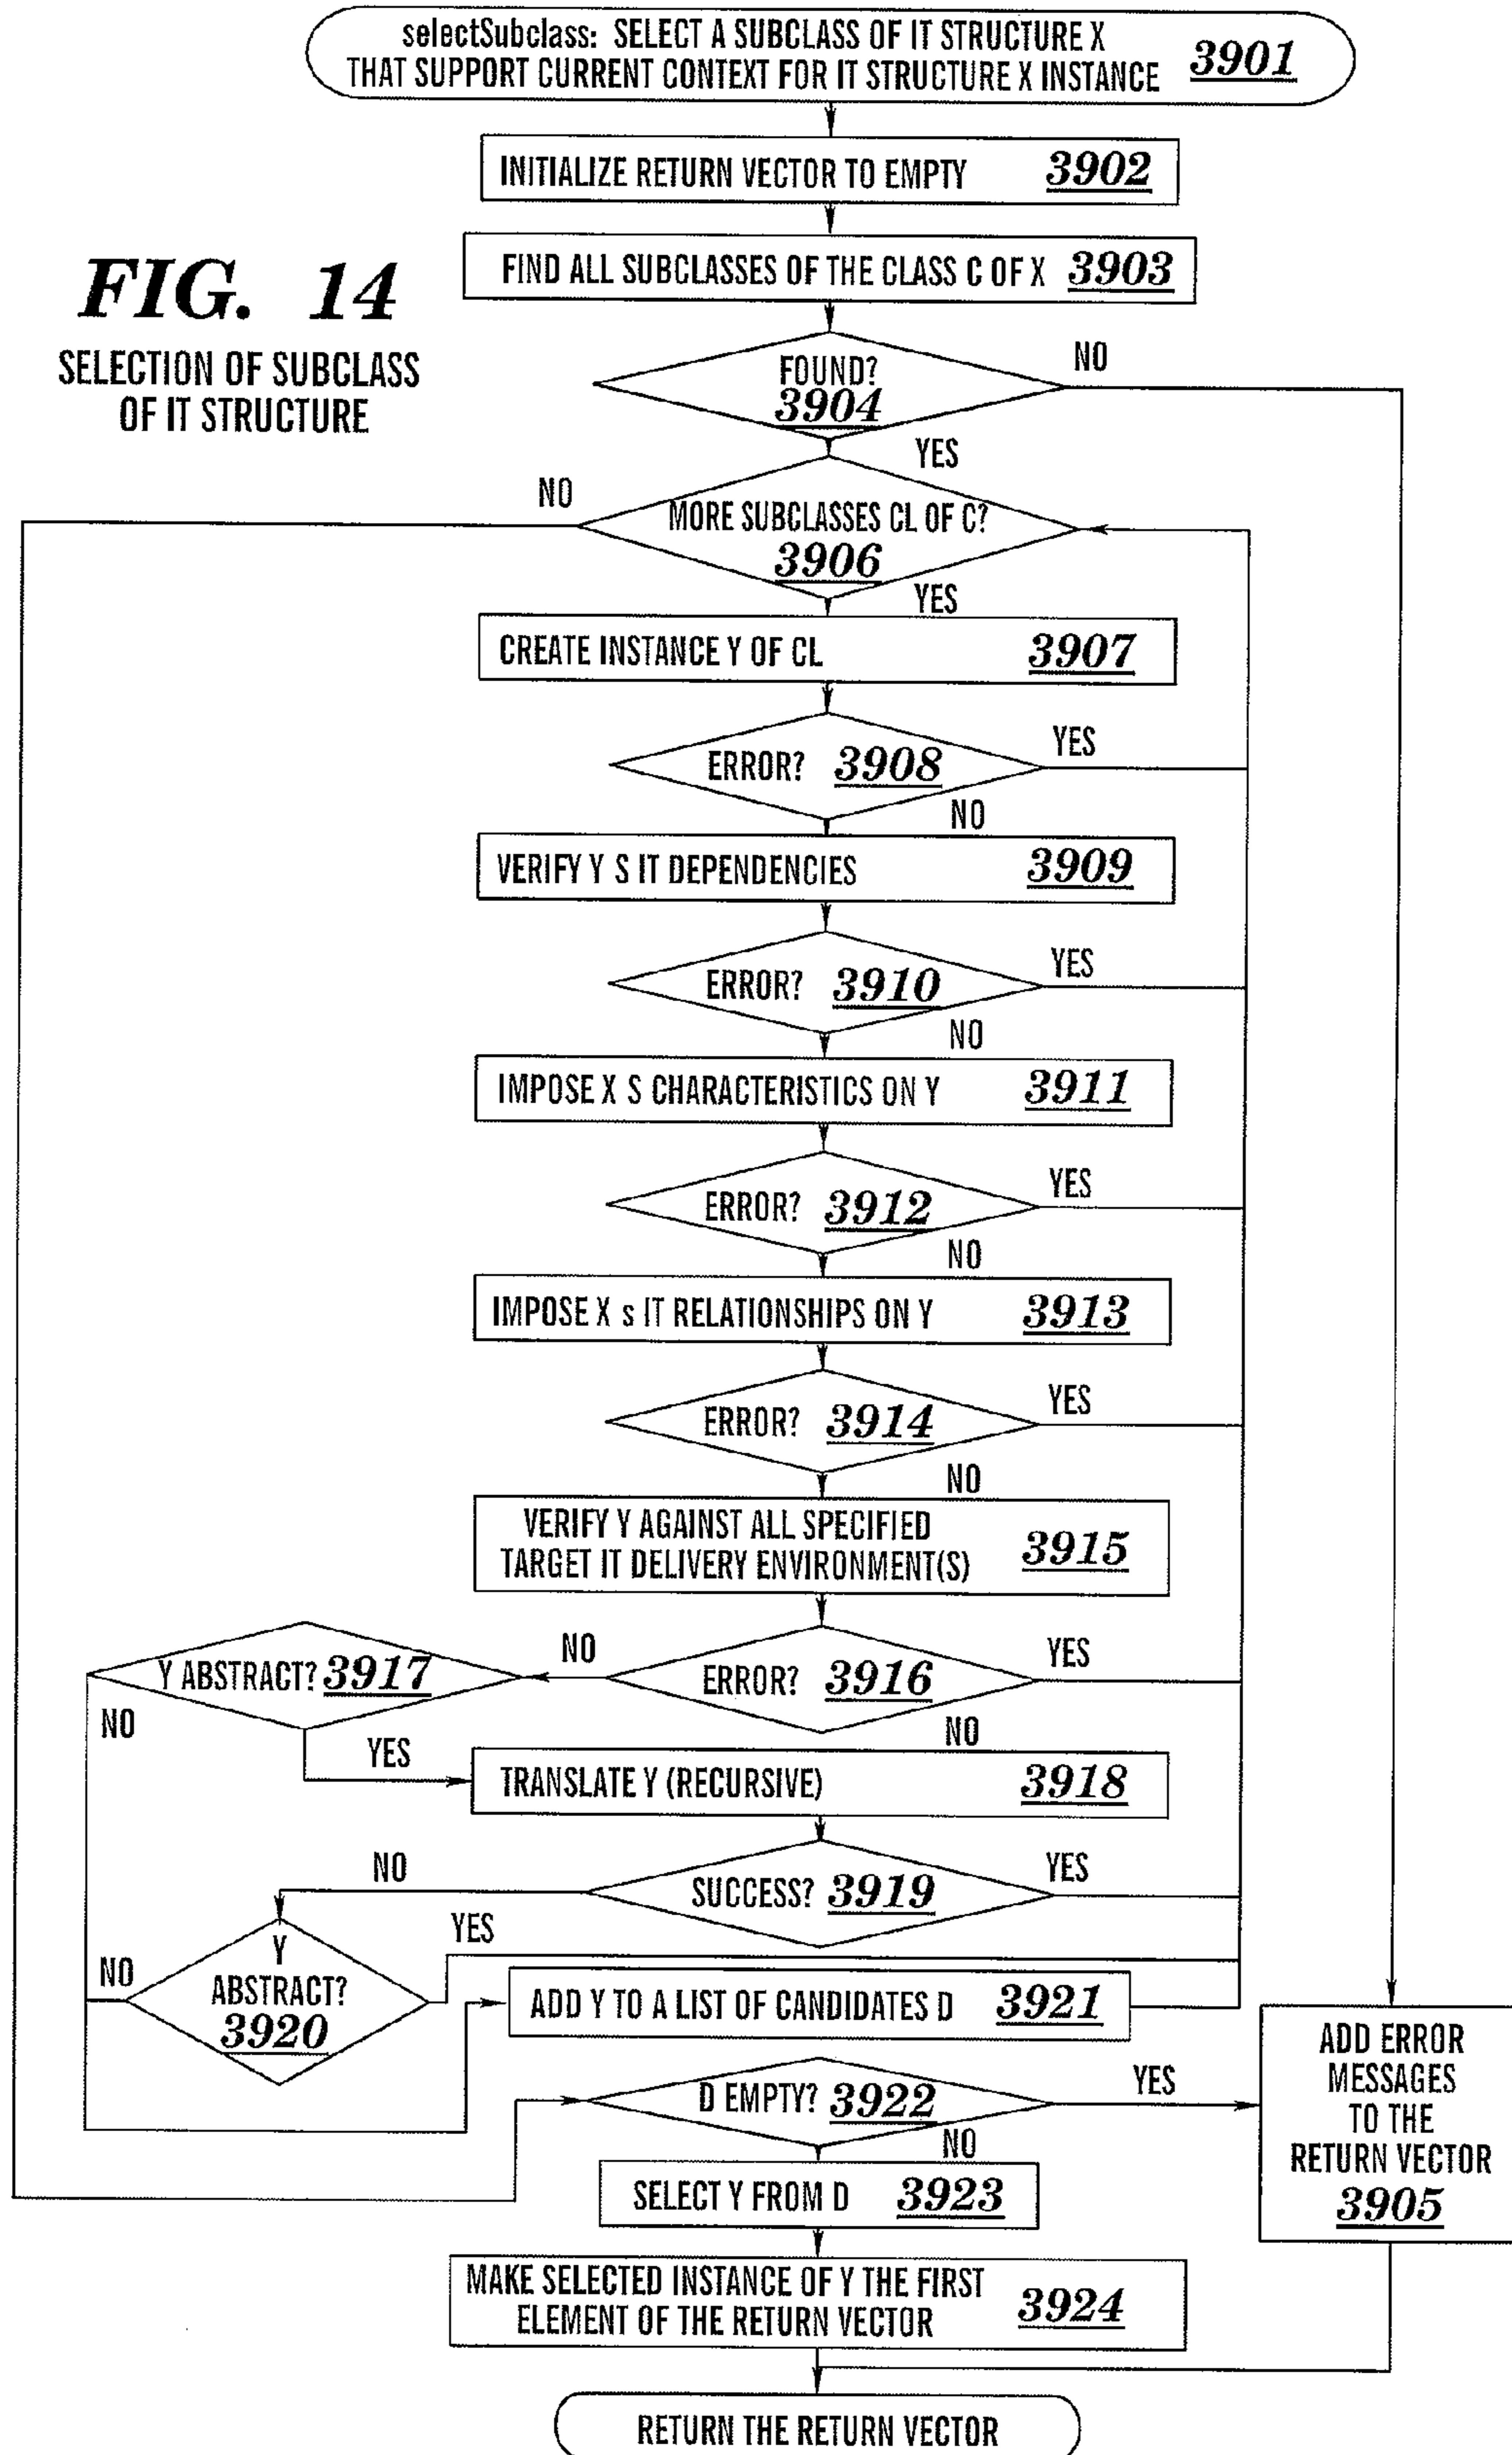 selectSubclass: SELECT A SUBCLASS OF IT STRUCTURE X
THAT SUPPORT CURRENT CONTEXT FOR IT STRUCTURE X INSTANCE 3901
INITIALIZE RETURN VECTOR TO EMPTY 3902
FIND ALL SUBCLASSES OF THE CLASS C OF X 3903
FIG. 14
SELECTION OF SUBCLASS
OF IT STRUCTURE
FOUND?
3904
NO
YES
MORE SUBCLASSES CL OF C?
3906
NO
YES
CREATE INSTANCE Y OF CL 3907
ERROR? 3908
YES
NO
VERIFY Y S IT DEPENDENCIES 3909
ERROR? 3910
YES
NO
IMPOSE X S CHARACTERISTICS ON Y 3911
ERROR? 3912
YES
NO
IMPOSE X s IT RELATIONSHIPS ON Y 3913
ERROR? 3914
YES
NO
VERIFY Y AGAINST ALL SPECIFIED
TARGET IT DELIVERY ENVIRONMENT(S) 3915
Y ABSTRACT? 3917
NO
ERROR? 3916
YES
NO
NO
YES
TRANSLATE Y (RECURSIVE) 3918
NO
SUCCESS? 3919
YES
Y
ABSTRACT?
3920
YES
NO
ADD Y TO A LIST OF CANDIDATES D 3921
D EMPTY? 3922
YES
NO
ADD ERROR
MESSAGES
TO THE
RETURN VECTOR
3905
SELECT Y FROM D 3923
MAKE SELECTED INSTANCE OF Y THE FIRST
ELEMENT OF THE RETURN VECTOR 3924
RETURN THE RETURN VECTOR